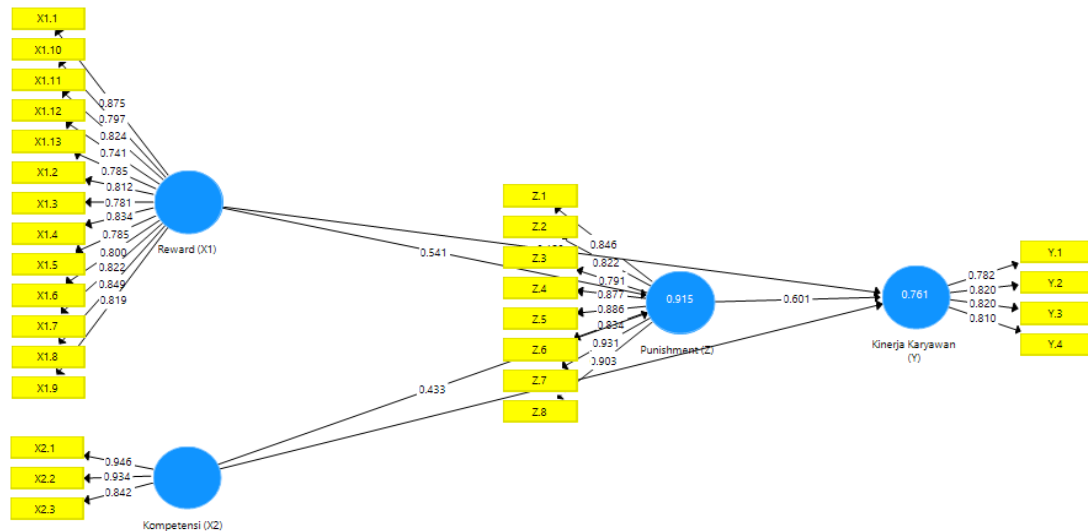 X1.1
X1.10
X1.11
X1.12
X1.13
X1.2
X1.3
X1.4
X1.5
X1.6
X1.7
X1.8
X1.9
0.875
0.797
0.824
0.741
0.785
0.812
0.781
0.834
0.785
0.800
0.822
0.849
0.819
Reward (X1)
X2.1
X2.2
X2.3
0.946
0.934
0.842
Kompetensi (X2)
0.541
0.433
Z.1
Z.2
Z.3
Z.4
Z.5
Z.6
Z.7
Z.8
0.846
0.822
0.791
0.877
0.886
0.834
0.931
0.903
0.915
Punishment (Z)
0.601
0.761
Kinerja Karyawan
(Y)
0.782
0.820
0.820
0.810
Y.1
Y.2
Y.3
Y.4